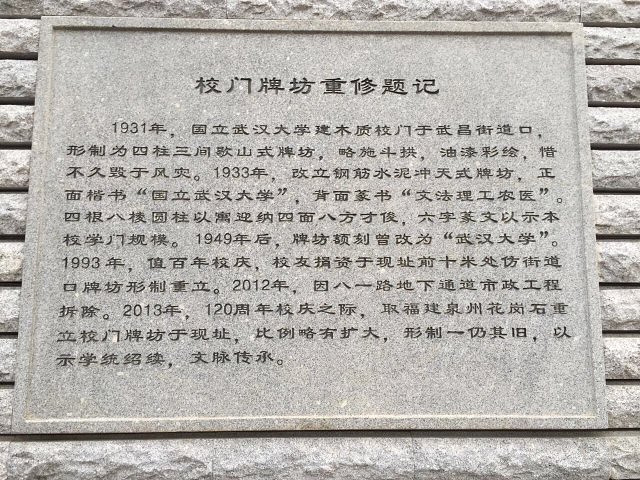 校门牌坊重修题记
1931年，国立武汉大学建木质校门于武昌街道口，
形制为四柱三间歇山式牌坊，略施斗拱，油漆彩绘，惜
不久毁于风灾。1933年，改立钢筋水泥冲天式牌坊，正
面楷书“国立武汉大学”，背面篆书“文法理工农医”。
四根八棱圆柱以寓迎纳四面八方才俊，六字篆文以示本
校学门规模。1949年后，牌坊额刻曾改为“武汉大学”。
1993年，值百年校庆，校友捐资于现址前十米处仿街道
口牌坊形制重立。2012年，因八一路地下通道市政工程
拆除。2013年，120周年校庆之际，取福建泉州花岗石重
立校门牌坊于现址，比例略有扩大，形制一仍其旧，以
示学统绍续，文脉传承。